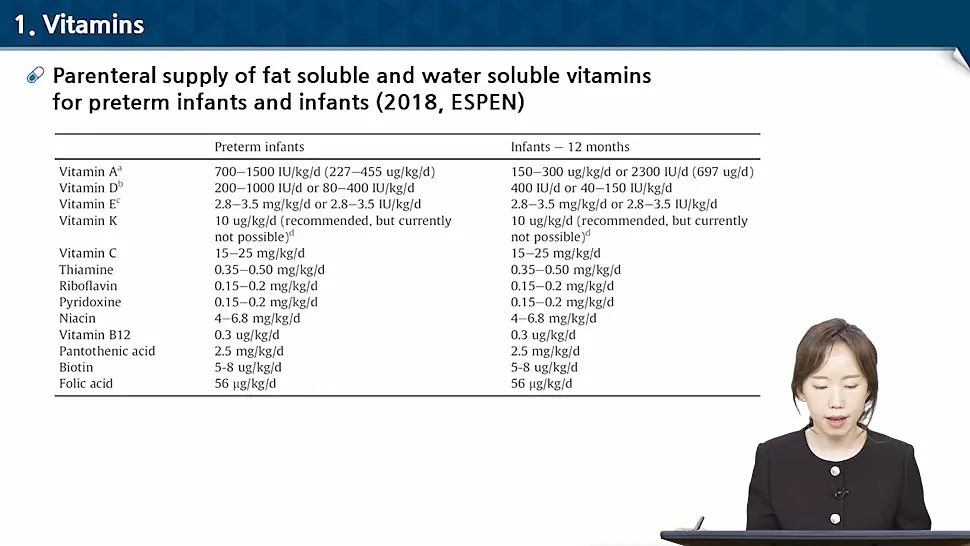 1. Vitamins
Parenteral supply of fat soluble and water soluble vitamins
for preterm infants and infants (2018, ESPEN)
Preterm infants Infants – 12 months
Vitamin Aa 700–1500 IU/kg/d (227–455 ug/kg/d) 150–300 ug/kg/d or 2300 IU/d (697 ug/d)
Vitamin Db 200-1000 IU/d or 80–400 IU/kg/d 400 IU/d or 40–150 IU/kg/d
Vitamin Ec 2.8–3.5 mg/kg/d or 2.8–3.5 IU/kg/d 2.8–3.5 mg/kg/d or 2.8–3.5 IU/kg/d
Vitamin K 10 ug/kg/d (recommended, but currently 10 ug/kg/d (recommended, but currently
not possible)d not possible)d
Vitamin C 15–25 mg/kg/d 15–25 mg/kg/d
Thiamine 0.35–0.50 mg/kg/d 0.35–0.50 mg/kg/d
Riboflavin 0.15–0.2 mg/kg/d 0.15–0.2 mg/kg/d
Pyridoxine 0.15–0.2 mg/kg/d 0.15–0.2 mg/kg/d
Niacin 4–6.8 mg/kg/d 4–6.8 mg/kg/d
Vitamin B12 0.3 ug/kg/d 0.3 ug/kg/d
Pantothenic acid 2.5 mg/kg/d 2.5 mg/kg/d
Biotin 5-8 ug/kg/d 5-8 ug/kg/d
Folic acid 56 μg/kg/d 56 μg/kg/d